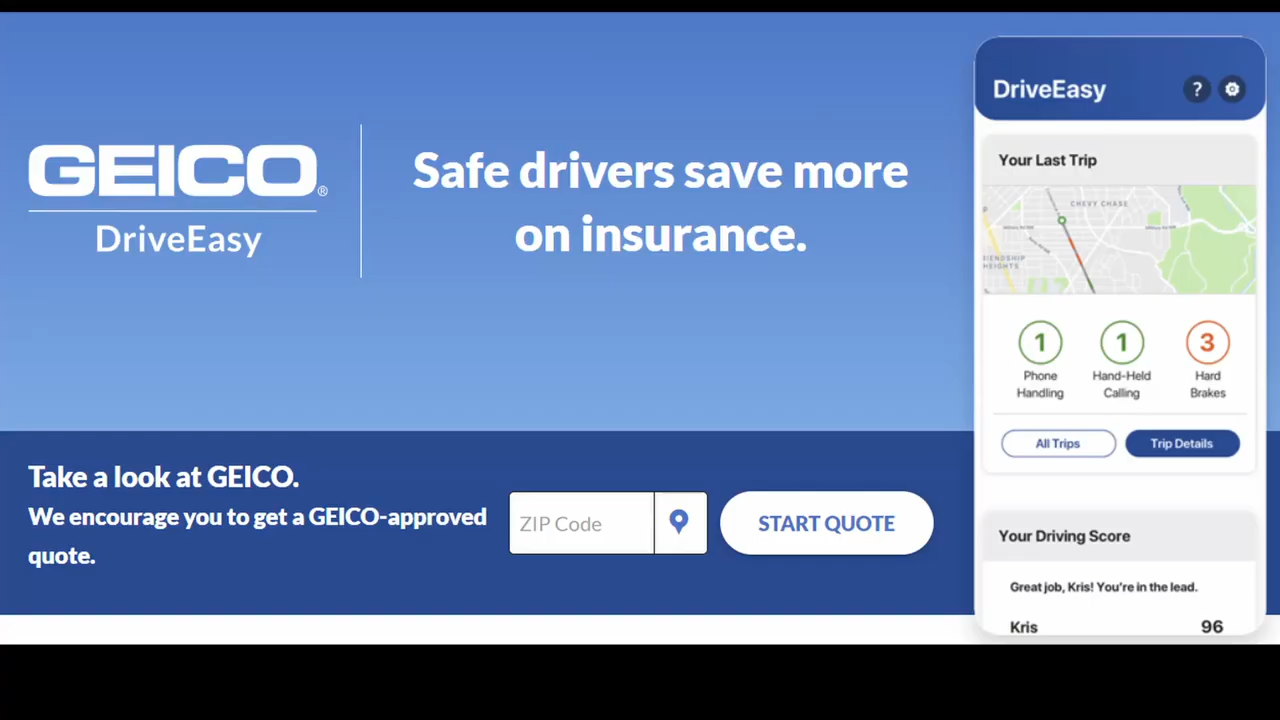 GEICO®
DriveEasy
Safe drivers save more
on insurance.
Take a look at GEICO.
We encourage you to get a GEICO-approved
quote.
ZIP Code
START QUOTE
DriveEasy
?
Your Last Trip
CHEVY CHASE
HEIGHTS
1 1 3
Phone Hand-Held Hard
Handling Calling Brakes
All Trips Trip Details
Your Driving Score
Great job, Kris! You're in the lead.
Kris 96